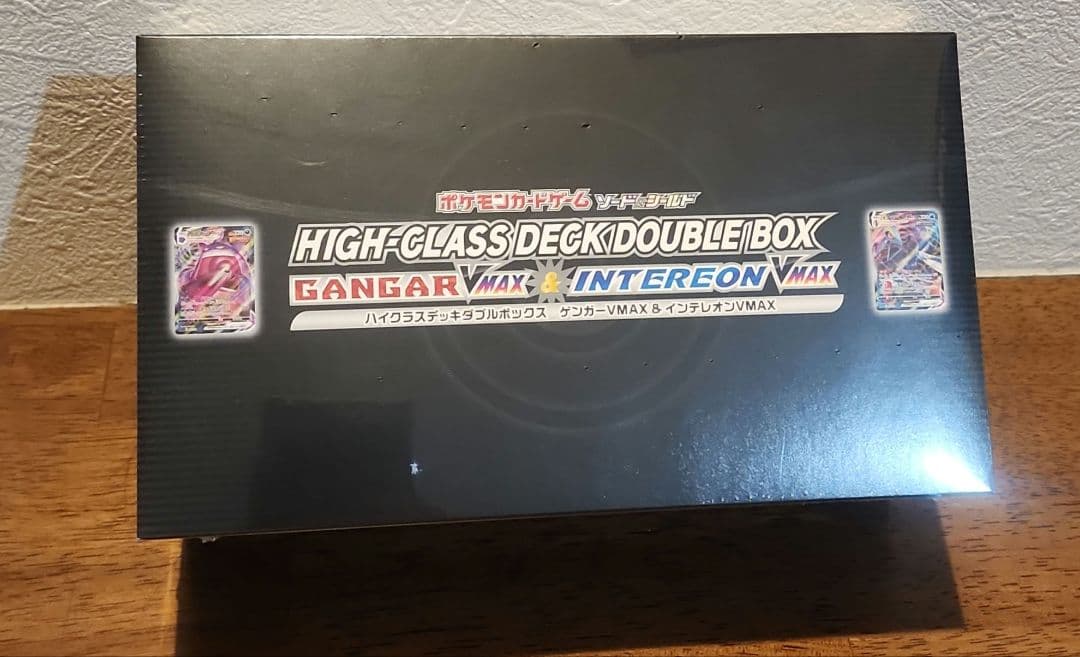 ポケモンカードゲーム ソード&シールド
HIGH-CLASS DECK DOUBLE BOX
GANGAR VMAX & INTEREON VMAX
ハイクラスデッキダブルボックス ゲンガーVMAX & インテレオンVMAX